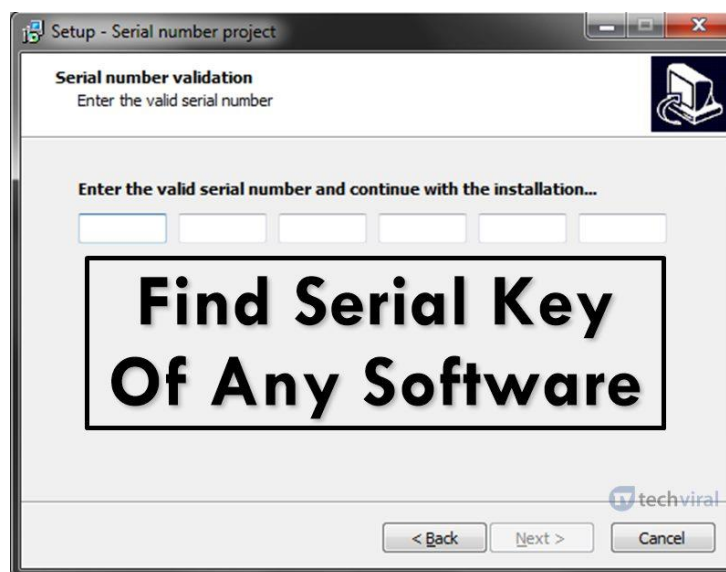 Setup - Serial number project
Serial number validation
Enter the valid serial number
Enter the valid serial number and continue with the installation...
Find Serial Key
Of Any Software
techviral
< Back
Next >
Cancel